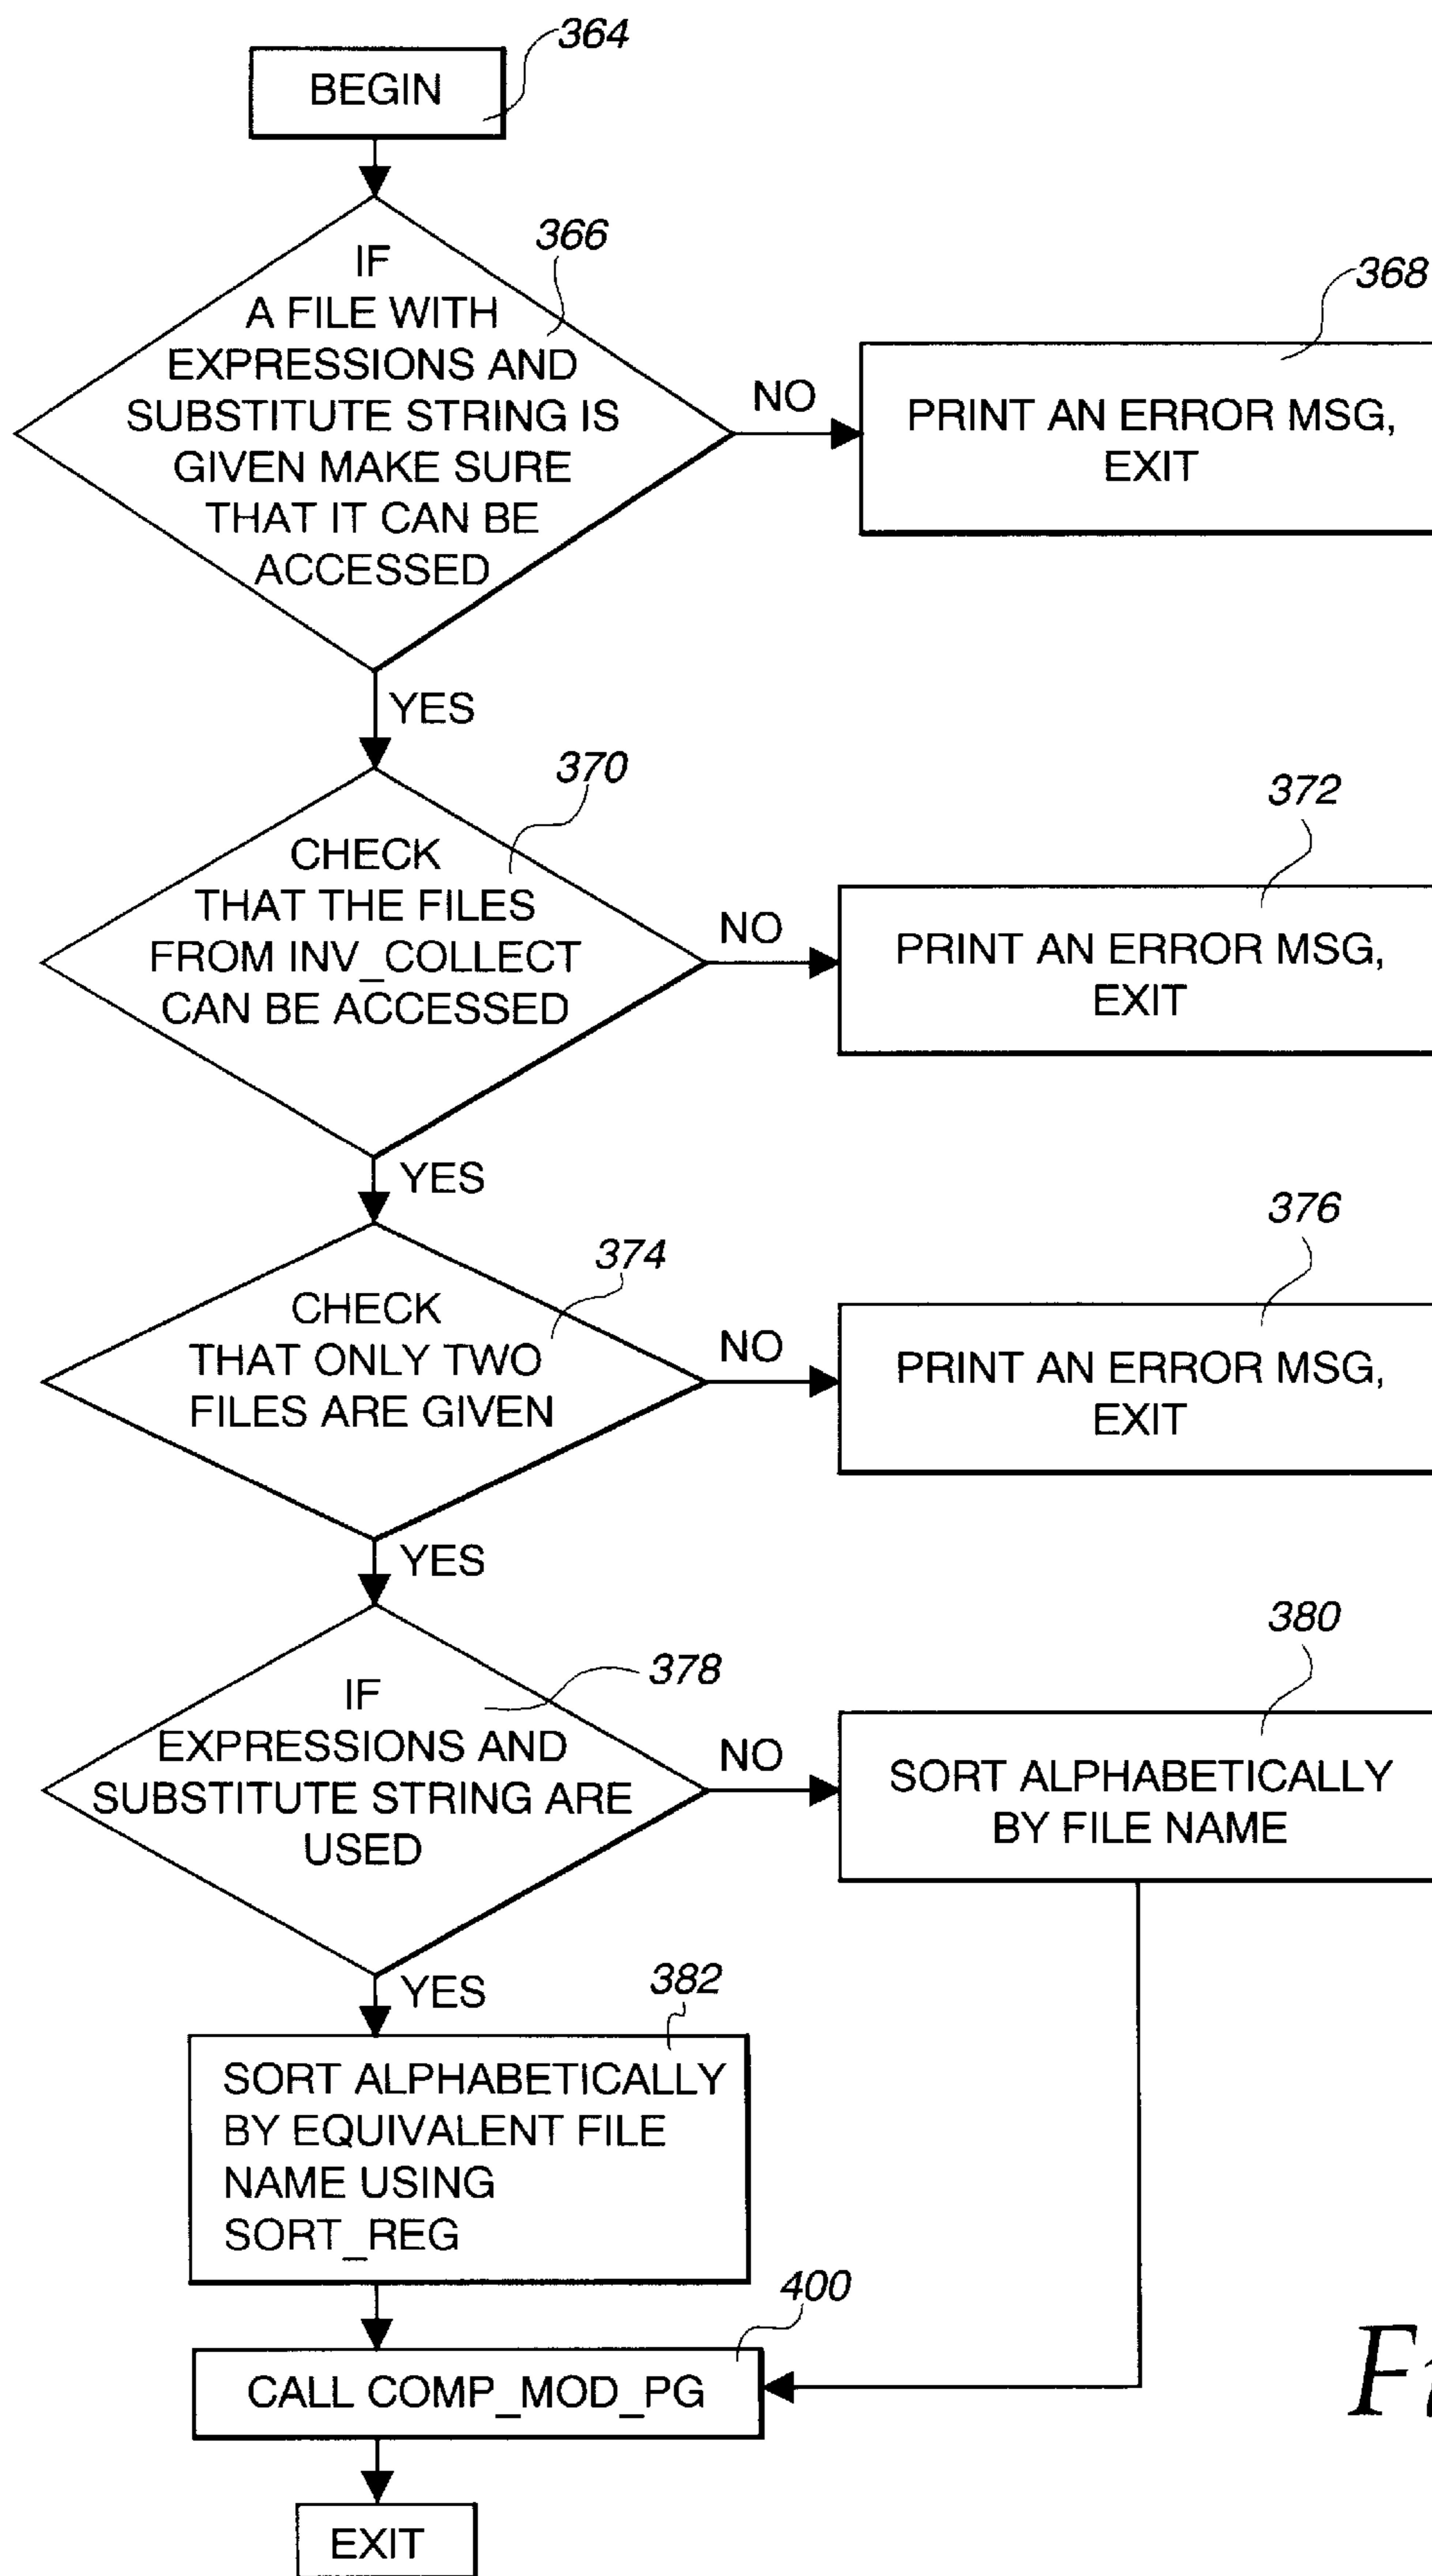 364
BEGIN
366
IF
A FILE WITH
EXPRESSIONS AND
SUBSTITUTE STRING IS
GIVEN MAKE SURE
THAT IT CAN BE
ACCESSED
NO
368
PRINT AN ERROR MSG,
EXIT
YES
370
CHECK
THAT THE FILES
FROM INV_COLLECT
CAN BE ACCESSED
NO
372
PRINT AN ERROR MSG,
EXIT
YES
374
CHECK
THAT ONLY TWO
FILES ARE GIVEN
NO
376
PRINT AN ERROR MSG,
EXIT
YES
378
IF
EXPRESSIONS AND
SUBSTITUTE STRING ARE
USED
NO
380
SORT ALPHABETICALLY
BY FILE NAME
YES
382
SORT ALPHABETICALLY
BY EQUIVALENT FILE
NAME USING
SORT_REG
400
CALL COMP_MOD_PG
EXIT